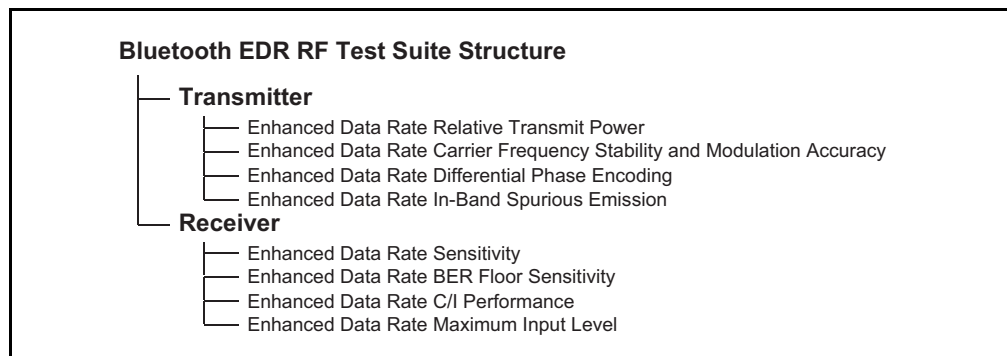 Bluetooth EDR RF Test Suite Structure
Transmitter
Enhanced Data Rate Relative Transmit Power
Enhanced Data Rate Carrier Frequency Stability and Modulation Accuracy
Enhanced Data Rate Differential Phase Encoding
Enhanced Data Rate In-Band Spurious Emission
Receiver
Enhanced Data Rate Sensitivity
Enhanced Data Rate BER Floor Sensitivity
Enhanced Data Rate C/I Performance
Enhanced Data Rate Maximum Input Level